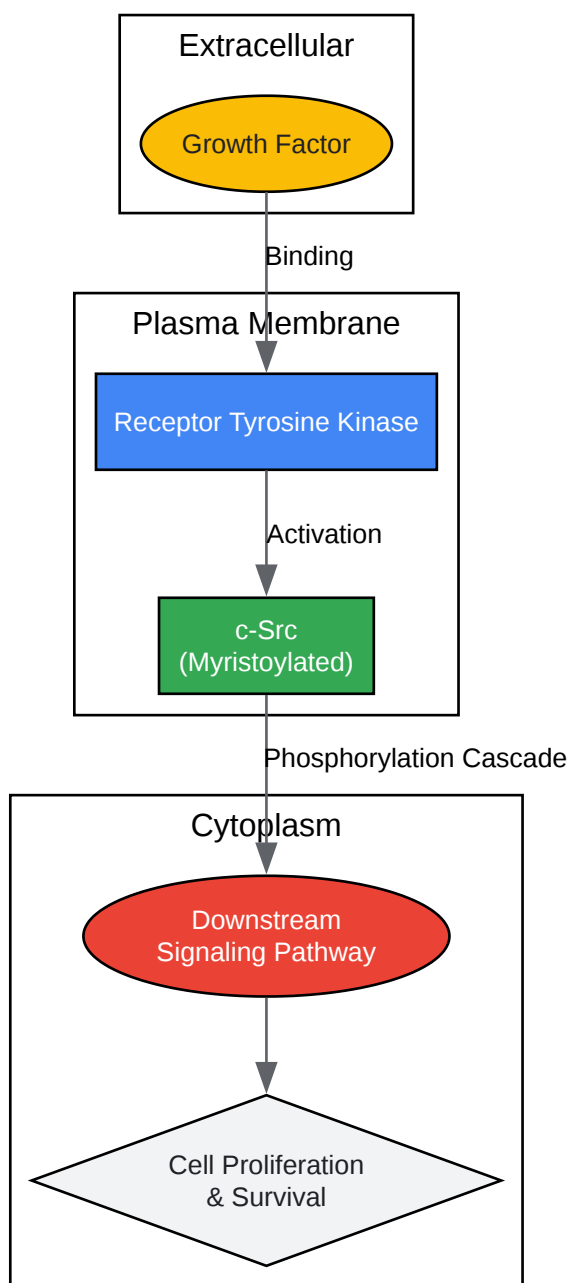 Extracellular
Growth Factor
Binding
Plasma Membrane
Receptor Tyrosine Kinase
Activation
c-Src
(Myristoylated)
Phosphorylation Cascade
Cytoplasm
Downstream
Signaling Pathway
Cell Proliferation
& Survival